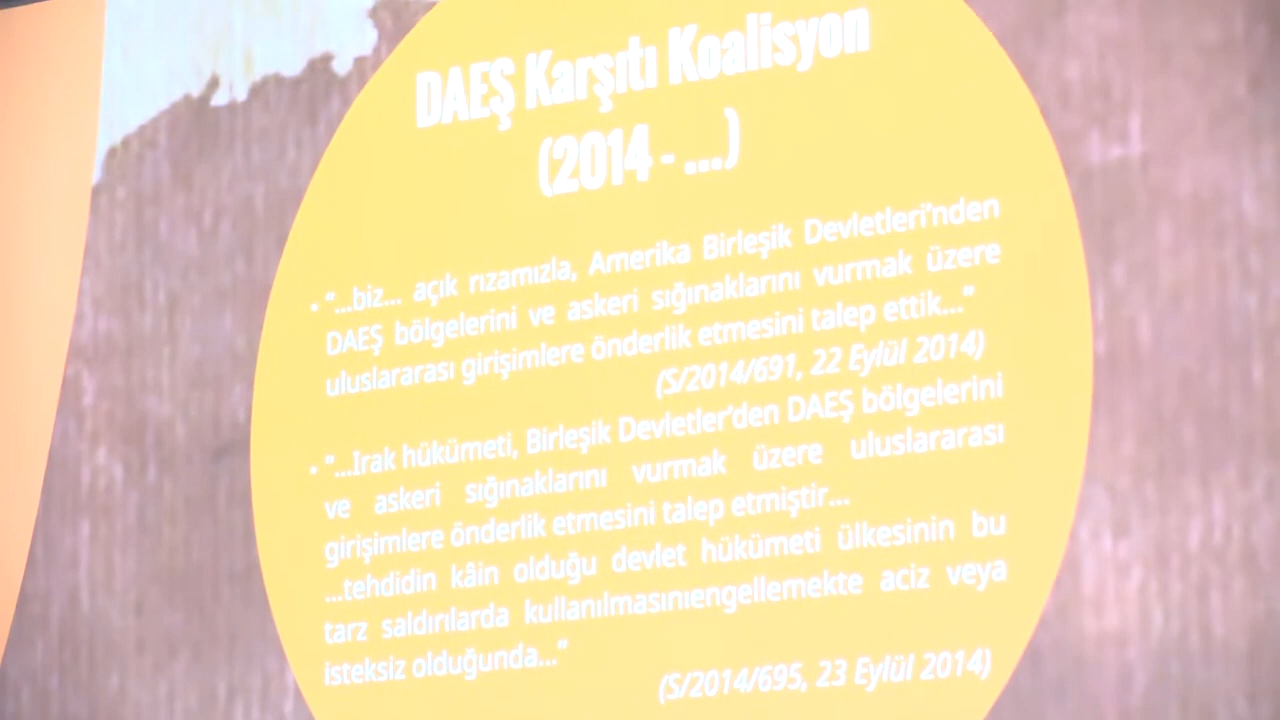 DAEŞ Karşıtı Koalisyon
(2014 - ...)
• "...biz... açık rızamızla, Amerika Birleşik Devletleri'nden
DAEŞ bölgelerini ve askeri sığınaklarını vurmak üzere
uluslararası girişimlere önderlik etmesini talep ettik..."
(S/2014/691, 22 Eylül 2014)
• "...Irak hükümeti, Birleşik Devletler'den DAEŞ bölgelerini
ve askeri sığınaklarını vurmak üzere uluslararası
girişimlere önderlik etmesini talep etmiştir...
...tehdidin kâin olduğu devlet hükümeti ülkesinin bu
tarz saldırılarda kullanılmasınıengellemekte aciz veya
isteksiz olduğunda..."
(S/2014/695, 23 Eylül 2014)